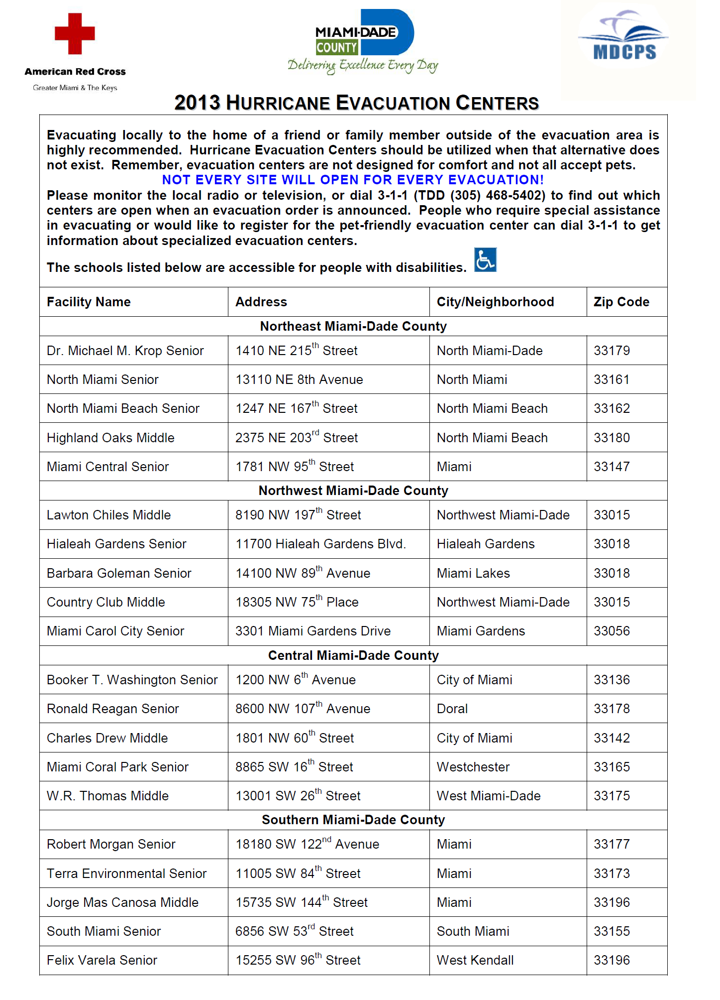 American Red Cross
Greater Miami & The Keys
MIAMI-DADE
COUNTY
Delivering Excellence Every Day
MDCPS
2013 HURRICANE EVACUATION CENTERS
Evacuating locally to the home of a friend or family member outside of the evacuation area is
highly recommended. Hurricane Evacuation Centers should be utilized when that alternative does
not exist. Remember, evacuation centers are not designed for comfort and not all accept pets.
NOT EVERY SITE WILL OPEN FOR EVERY EVACUATION!
Please monitor the local radio or television, or dial 3-1-1 (TDD (305) 468-5402) to find out which
centers are open when an evacuation order is announced. People who require special assistance
in evacuating or would like to register for the pet-friendly evacuation center can dial 3-1-1 to get
information about specialized evacuation centers.
The schools listed below are accessible for people with disabilities.
Facility Name Address City/Neighborhood Zip Code
Northeast Miami-Dade County
Dr. Michael M. Krop Senior 1410 NE 215th Street North Miami-Dade 33179
North Miami Senior 13110 NE 8th Avenue North Miami 33161
North Miami Beach Senior 1247 NE 167th Street North Miami Beach 33162
Highland Oaks Middle 2375 NE 203rd Street North Miami Beach 33180
Miami Central Senior 1781 NW 95th Street Miami 33147
Northwest Miami-Dade County
Lawton Chiles Middle 8190 NW 197th Street Northwest Miami-Dade 33015
Hialeah Gardens Senior 11700 Hialeah Gardens Blvd. Hialeah Gardens 33018
Barbara Goleman Senior 14100 NW 89th Avenue Miami Lakes 33018
Country Club Middle 18305 NW 75th Place Northwest Miami-Dade 33015
Miami Carol City Senior 3301 Miami Gardens Drive Miami Gardens 33056
Central Miami-Dade County
Booker T. Washington Senior 1200 NW 6th Avenue City of Miami 33136
Ronald Reagan Senior 8600 NW 107th Avenue Doral 33178
Charles Drew Middle 1801 NW 60th Street City of Miami 33142
Miami Coral Park Senior 8865 SW 16th Street Westchester 33165
W.R. Thomas Middle 13001 SW 26th Street West Miami-Dade 33175
Southern Miami-Dade County
Robert Morgan Senior 18180 SW 122nd Avenue Miami 33177
Terra Environmental Senior 11005 SW 84th Street Miami 33173
Jorge Mas Canosa Middle 15735 SW 144th Street Miami 33196
South Miami Senior 6856 SW 53rd Street South Miami 33155
Felix Varela Senior 15255 SW 96th Street West Kendall 33196